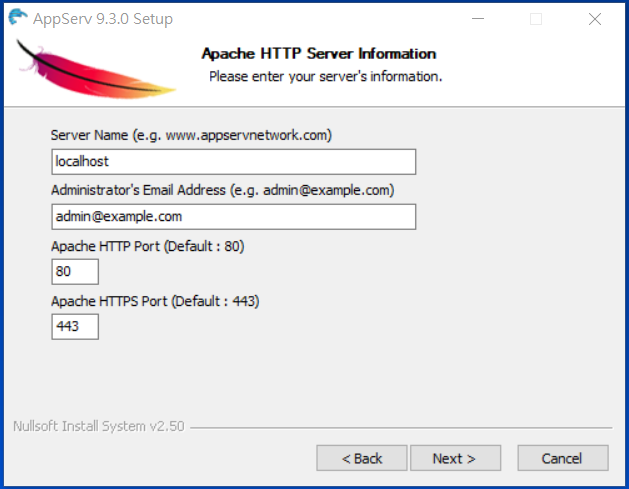 AppServ 9.3.0 Setup
Apache HTTP Server Information
Please enter your server's information.
Server Name (e.g. www.appservnetwork.com)
localhost
Administrator's Email Address (e.g. admin@example.com)
admin@example.com
Apache HTTP Port (Default : 80)
80
Apache HTTPS Port (Default : 443)
443
Nullsoft Install System v2.50
< Back Next > Cancel